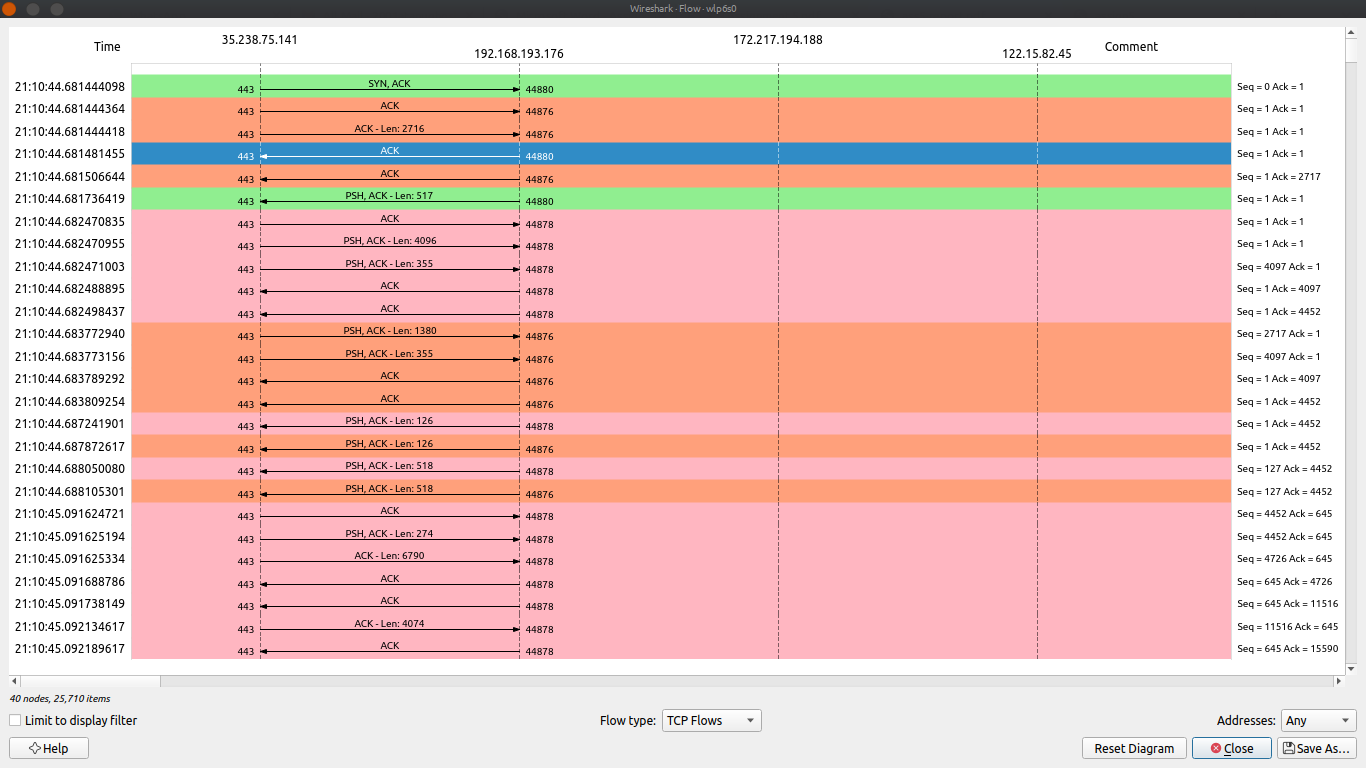 Wireshark · Flow · wlp6s0
35.238.75.141 172.217.194.188
Time 192.168.193.176 122.15.82.45 Comment
21:10:44.681444098 443 SYN, ACK 44880 Seq = 0 Ack = 1
21:10:44.681444364 443 ACK 44876 Seq = 1 Ack = 1
21:10:44.681444418 443 ACK - Len: 2716 44876 Seq = 1 Ack = 1
21:10:44.681481455 443 ACK 44880 Seq = 1 Ack = 1
21:10:44.681506644 443 ACK 44876 Seq = 1 Ack = 2717
21:10:44.681736419 443 PSH, ACK - Len: 517 44880 Seq = 1 Ack = 1
21:10:44.682470835 443 ACK 44878 Seq = 1 Ack = 1
21:10:44.682470955 443 PSH, ACK - Len: 4096 44878 Seq = 1 Ack = 1
21:10:44.682471003 443 PSH, ACK - Len: 355 44878 Seq = 4097 Ack = 1
21:10:44.682488895 443 ACK 44878 Seq = 1 Ack = 4097
21:10:44.682498437 443 ACK 44878 Seq = 1 Ack = 4452
21:10:44.683772940 443 PSH, ACK - Len: 1380 44876 Seq = 2717 Ack = 1
21:10:44.683773156 443 PSH, ACK - Len: 355 44876 Seq = 4097 Ack = 1
21:10:44.683789292 443 ACK 44876 Seq = 1 Ack = 4097
21:10:44.683809254 443 ACK 44876 Seq = 1 Ack = 4452
21:10:44.687241901 443 PSH, ACK - Len: 126 44878 Seq = 1 Ack = 4452
21:10:44.687872617 443 PSH, ACK - Len: 126 44876 Seq = 1 Ack = 4452
21:10:44.688050080 443 PSH, ACK - Len: 518 44878 Seq = 127 Ack = 4452
21:10:44.688105301 443 PSH, ACK - Len: 518 44876 Seq = 127 Ack = 4452
21:10:45.091624721 443 ACK 44878 Seq = 4452 Ack = 645
21:10:45.091625194 443 PSH, ACK - Len: 274 44878 Seq = 4452 Ack = 645
21:10:45.091625334 443 ACK - Len: 6790 44878 Seq = 4726 Ack = 645
21:10:45.091688786 443 ACK 44878 Seq = 645 Ack = 4726
21:10:45.091738149 443 ACK 44878 Seq = 645 Ack = 11516
21:10:45.092134617 443 ACK - Len: 4074 44878 Seq = 11516 Ack = 645
21:10:45.092189617 443 ACK 44878 Seq = 645 Ack = 15590
40 nodes, 25,710 items
Limit to display filter Flow type: TCP Flows Addresses: Any
Help Reset Diagram Close Save As...